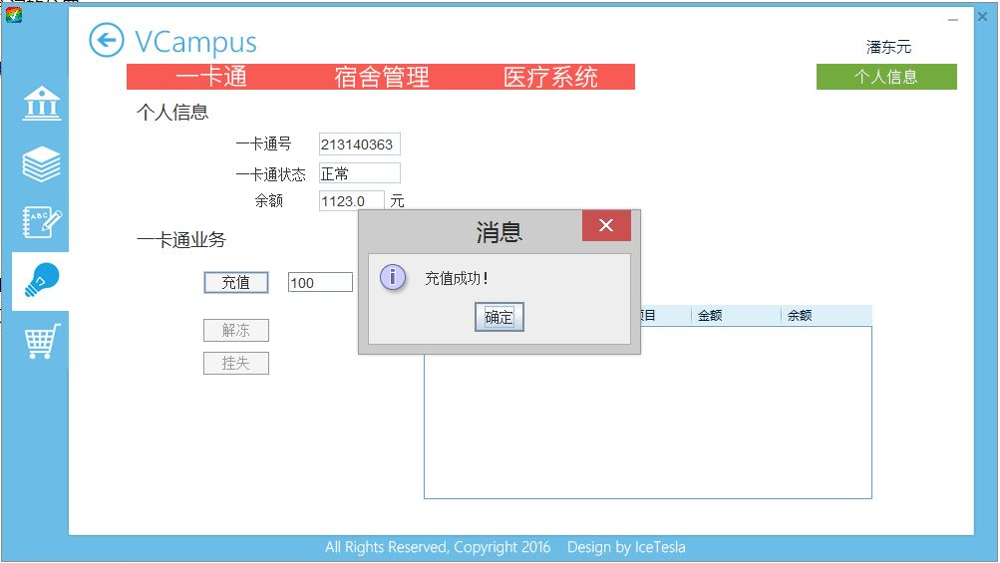 VCampus
潘东元
一卡通 宿舍管理 医疗系统 个人信息
个人信息
一卡通号 213140363
一卡通状态 正常
余额 1123.0 元
消息
一卡通业务
充值 100
充值成功!
确定
ABC
目 金额 余额
解冻
挂失
All Rights Reserved, Copyright 2016 Design by IceTesla